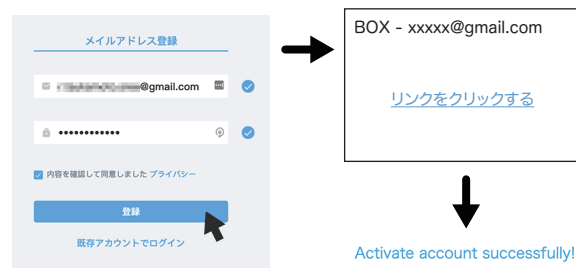 メイルアドレス登録
@gmail.com
••••••••••••
内容を確認して同意しました プライバシー
登録
既存アカウントでログイン
BOX - xxxxx@gmail.com
リンクをクリックする
Activate account successfully!